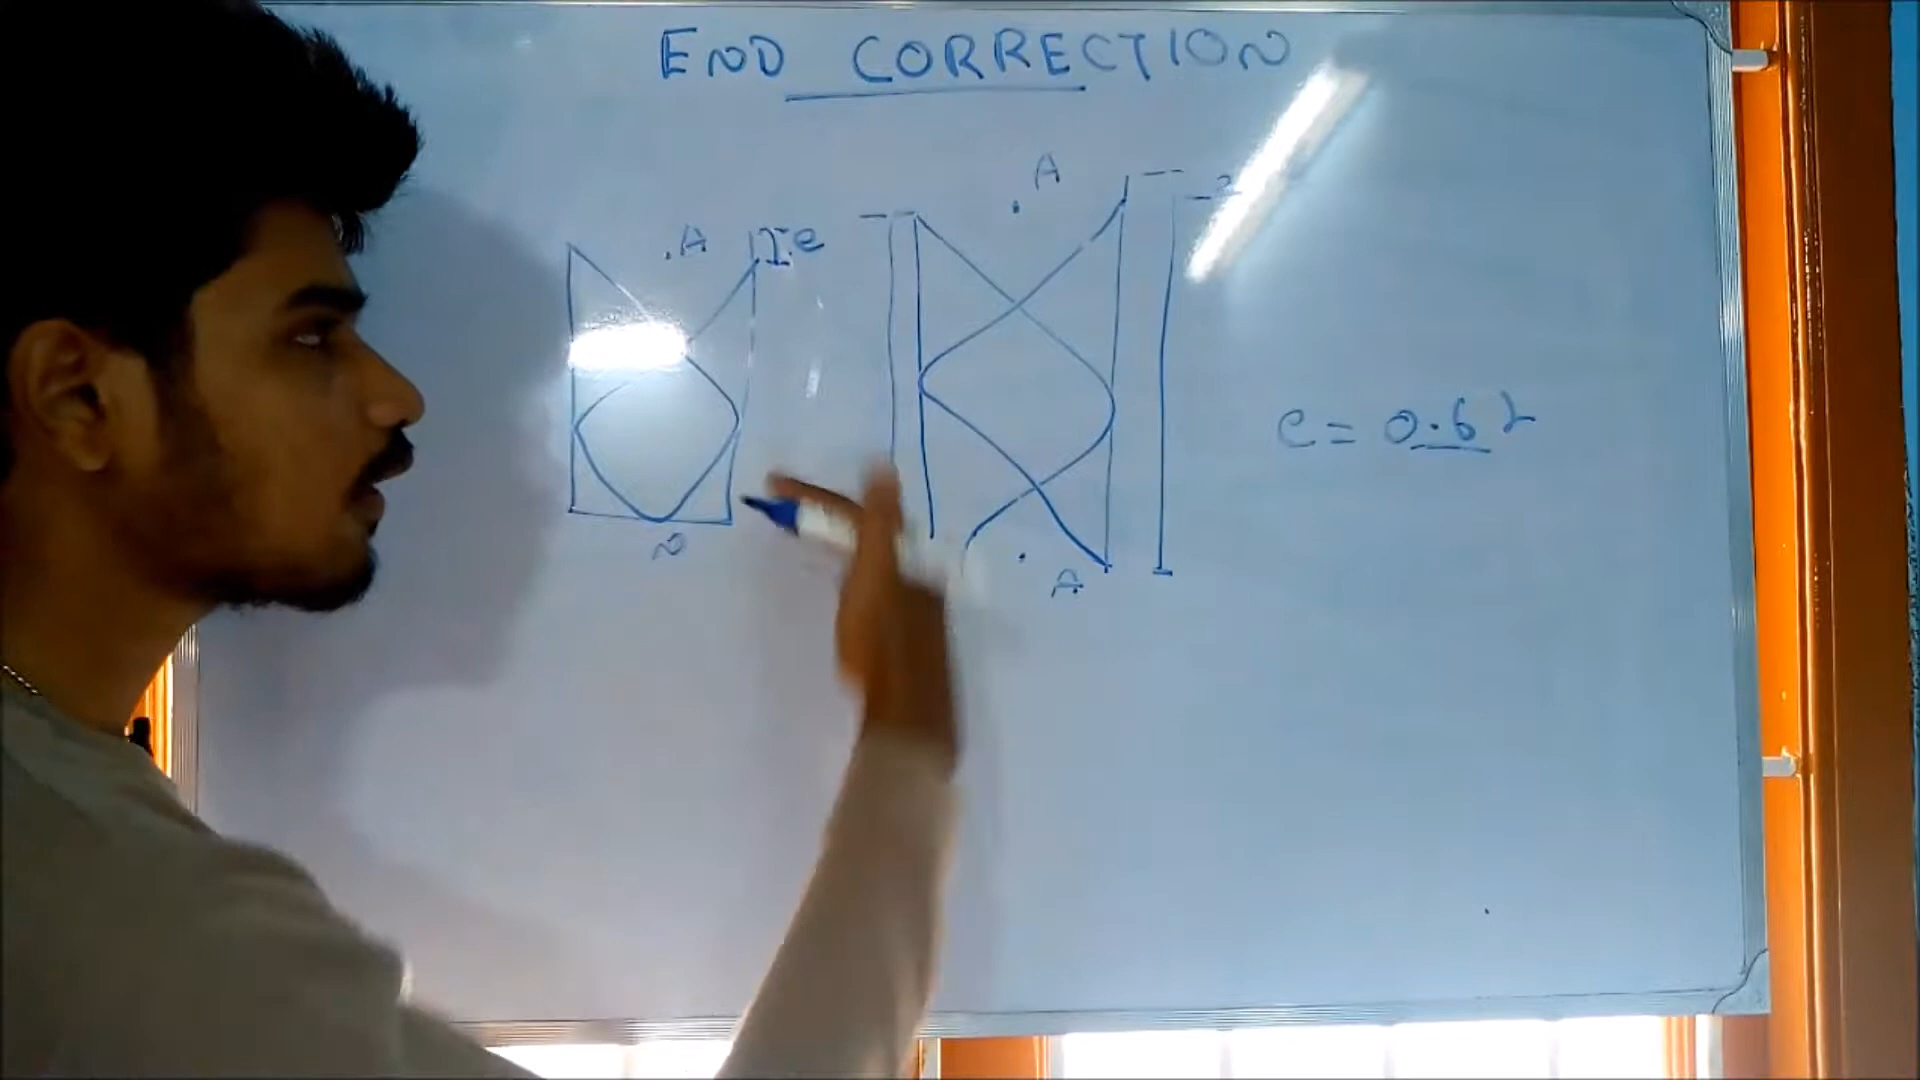 END CORRECTION
A
.A
e
e = 0.6 r
N
A